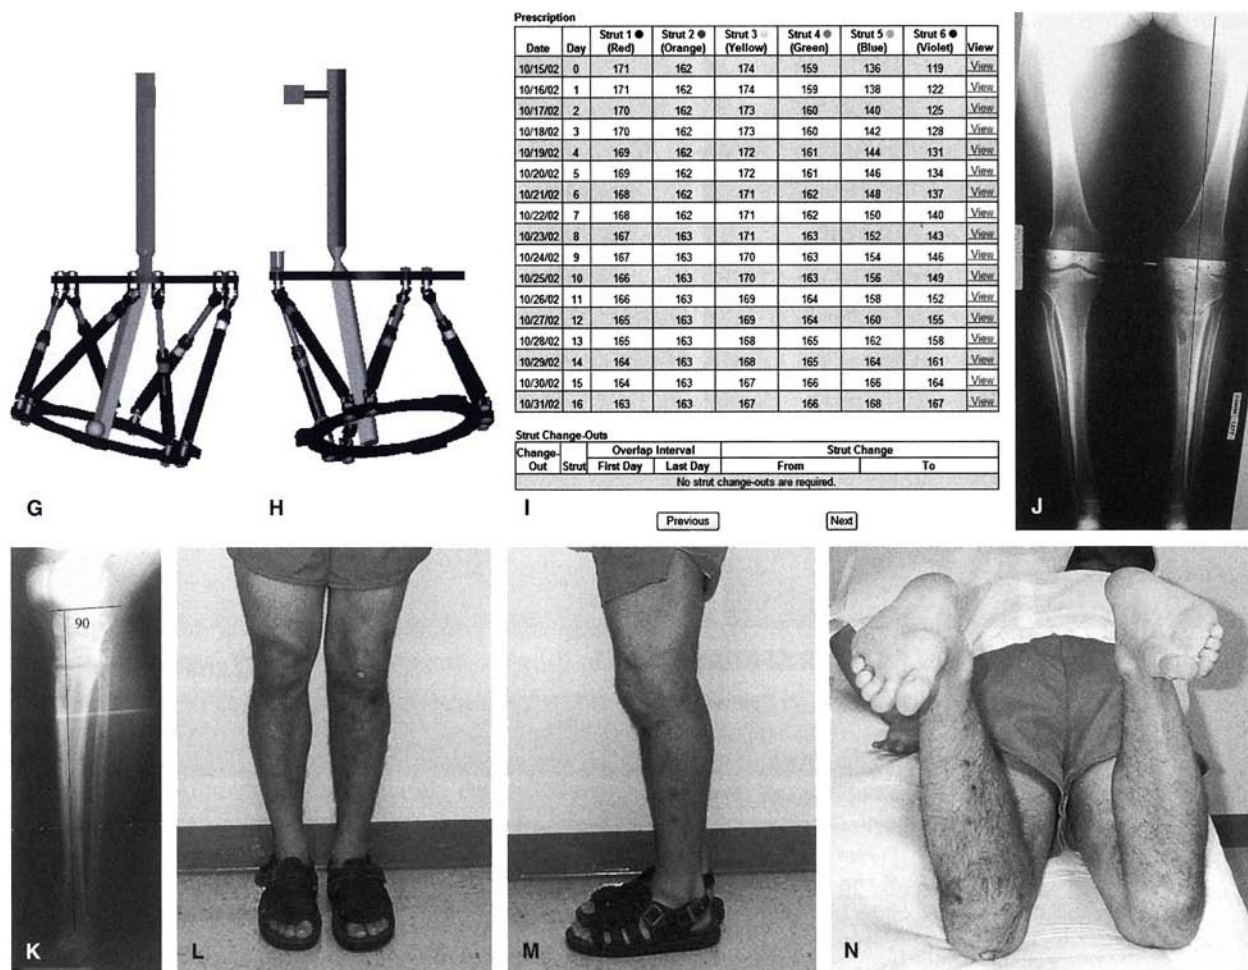 Prescription
Date Day Strut 1 (Red) Strut 2 (Orange) Strut 3 (Yellow) Strut 4 (Green) Strut 5 (Blue) Strut 6 (Violet) View
10/15/02 0 171 162 174 159 136 119 View
10/16/02 1 171 162 174 159 138 122 View
10/17/02 2 170 162 173 160 140 125 View
10/18/02 3 170 162 173 160 142 128 View
10/19/02 4 169 162 172 161 144 131 View
10/20/02 5 169 162 172 161 146 134 View
10/21/02 6 168 162 171 162 148 137 View
10/22/02 7 168 162 171 162 150 140 View
10/23/02 8 167 163 171 163 152 143 View
10/24/02 9 167 163 170 163 154 146 View
10/25/02 10 166 163 170 163 156 149 View
10/26/02 11 166 163 169 164 158 152 View
10/27/02 12 165 163 169 164 160 155 View
10/28/02 13 165 163 168 165 162 158 View
10/29/02 14 164 163 168 165 164 161 View
10/30/02 15 164 163 167 166 166 164 View
10/31/02 16 163 163 167 166 168 167 View
Strut Change-Outs
Change-Out Strut Overlap Interval Strut Change
First Day Last Day From To
No strut change-outs are required.
Previous Next
G
H
I
J
90
K
L
M
N